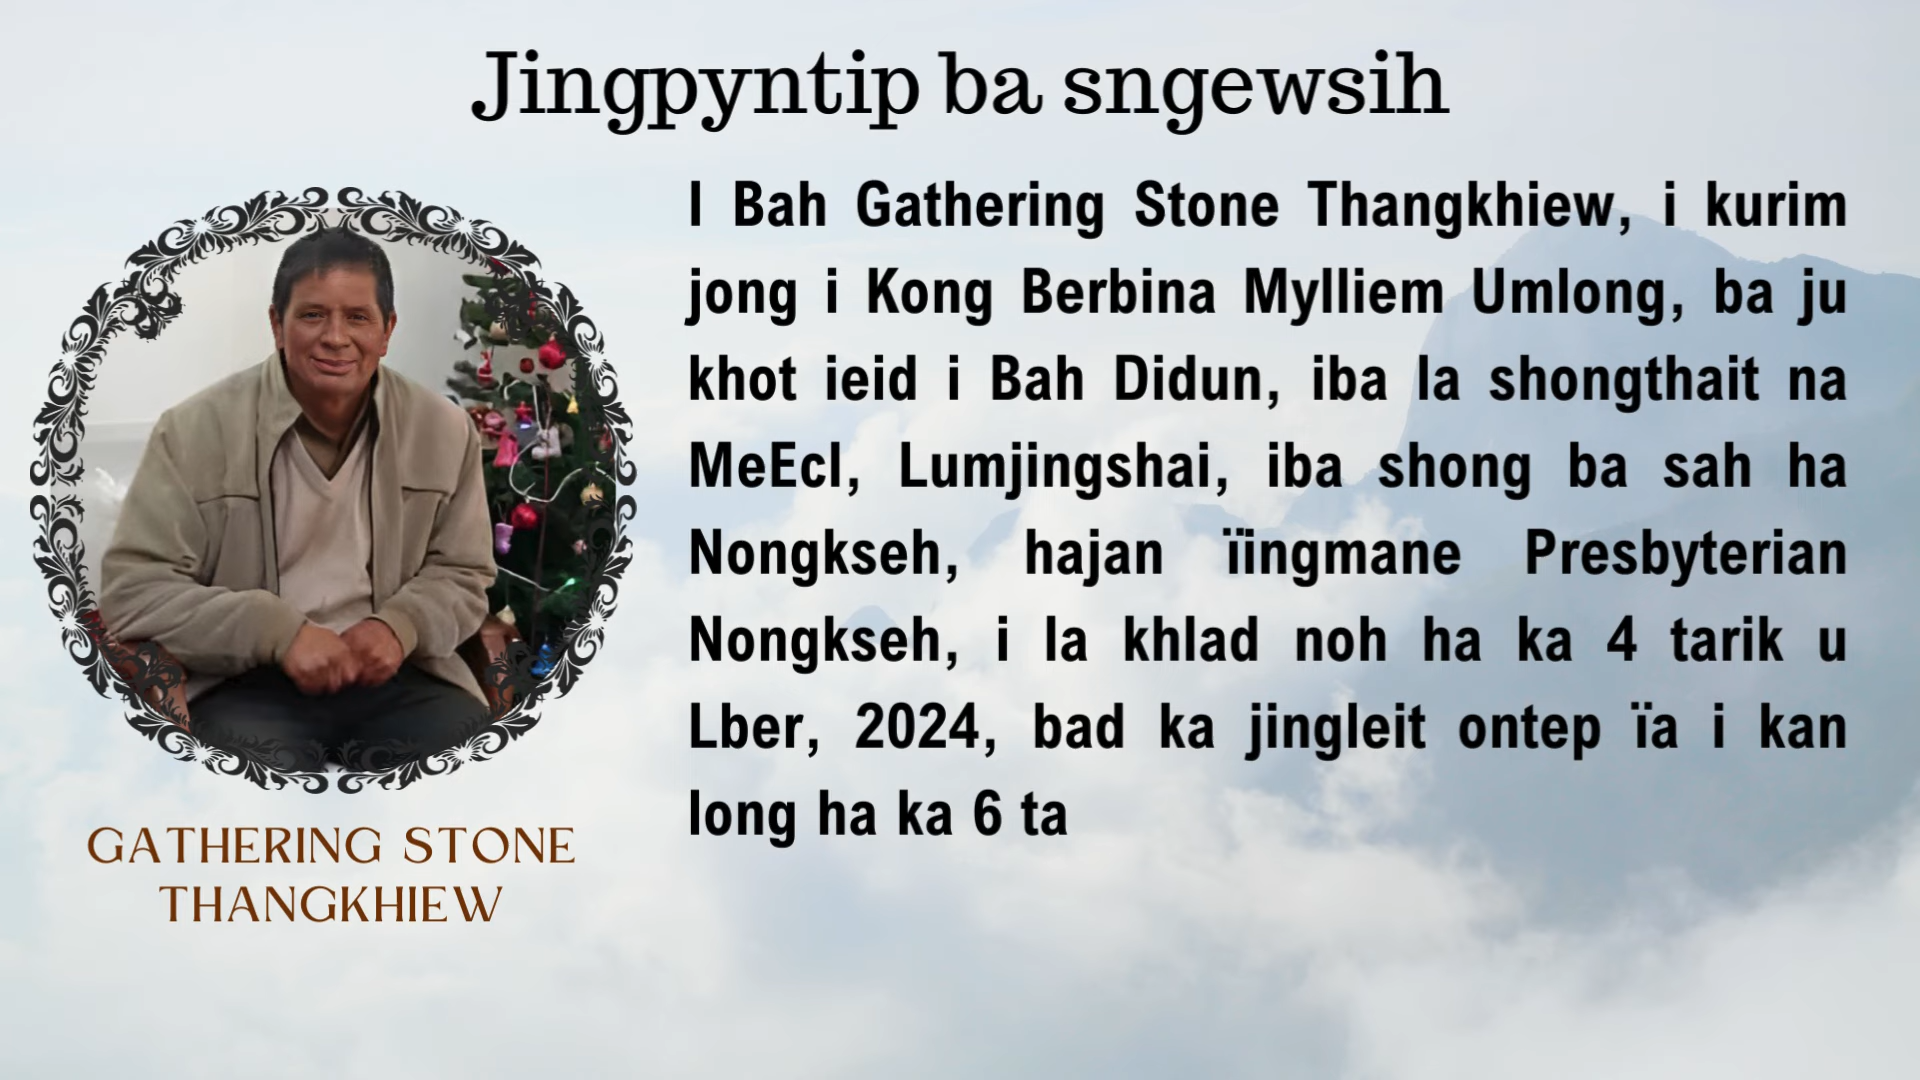 Jingpyntip ba sngewsih
I Bah Gathering Stone Thangkhiew, i kurim
jong i Kong Berbina Mylliem Umlong, ba ju
khot ieid i Bah Didun, iba la shongthait na
MeEcl, Lumjingshai, iba shong ba sah ha
Nongkseh, hajan ïingmane Presbyterian
Nongkseh, i la khlad noh ha ka 4 tarik u
Lber, 2024, bad ka jingleit ontep ïa i kan
long ha ka 6 ta
GATHERING STONE
THANGKHIEW